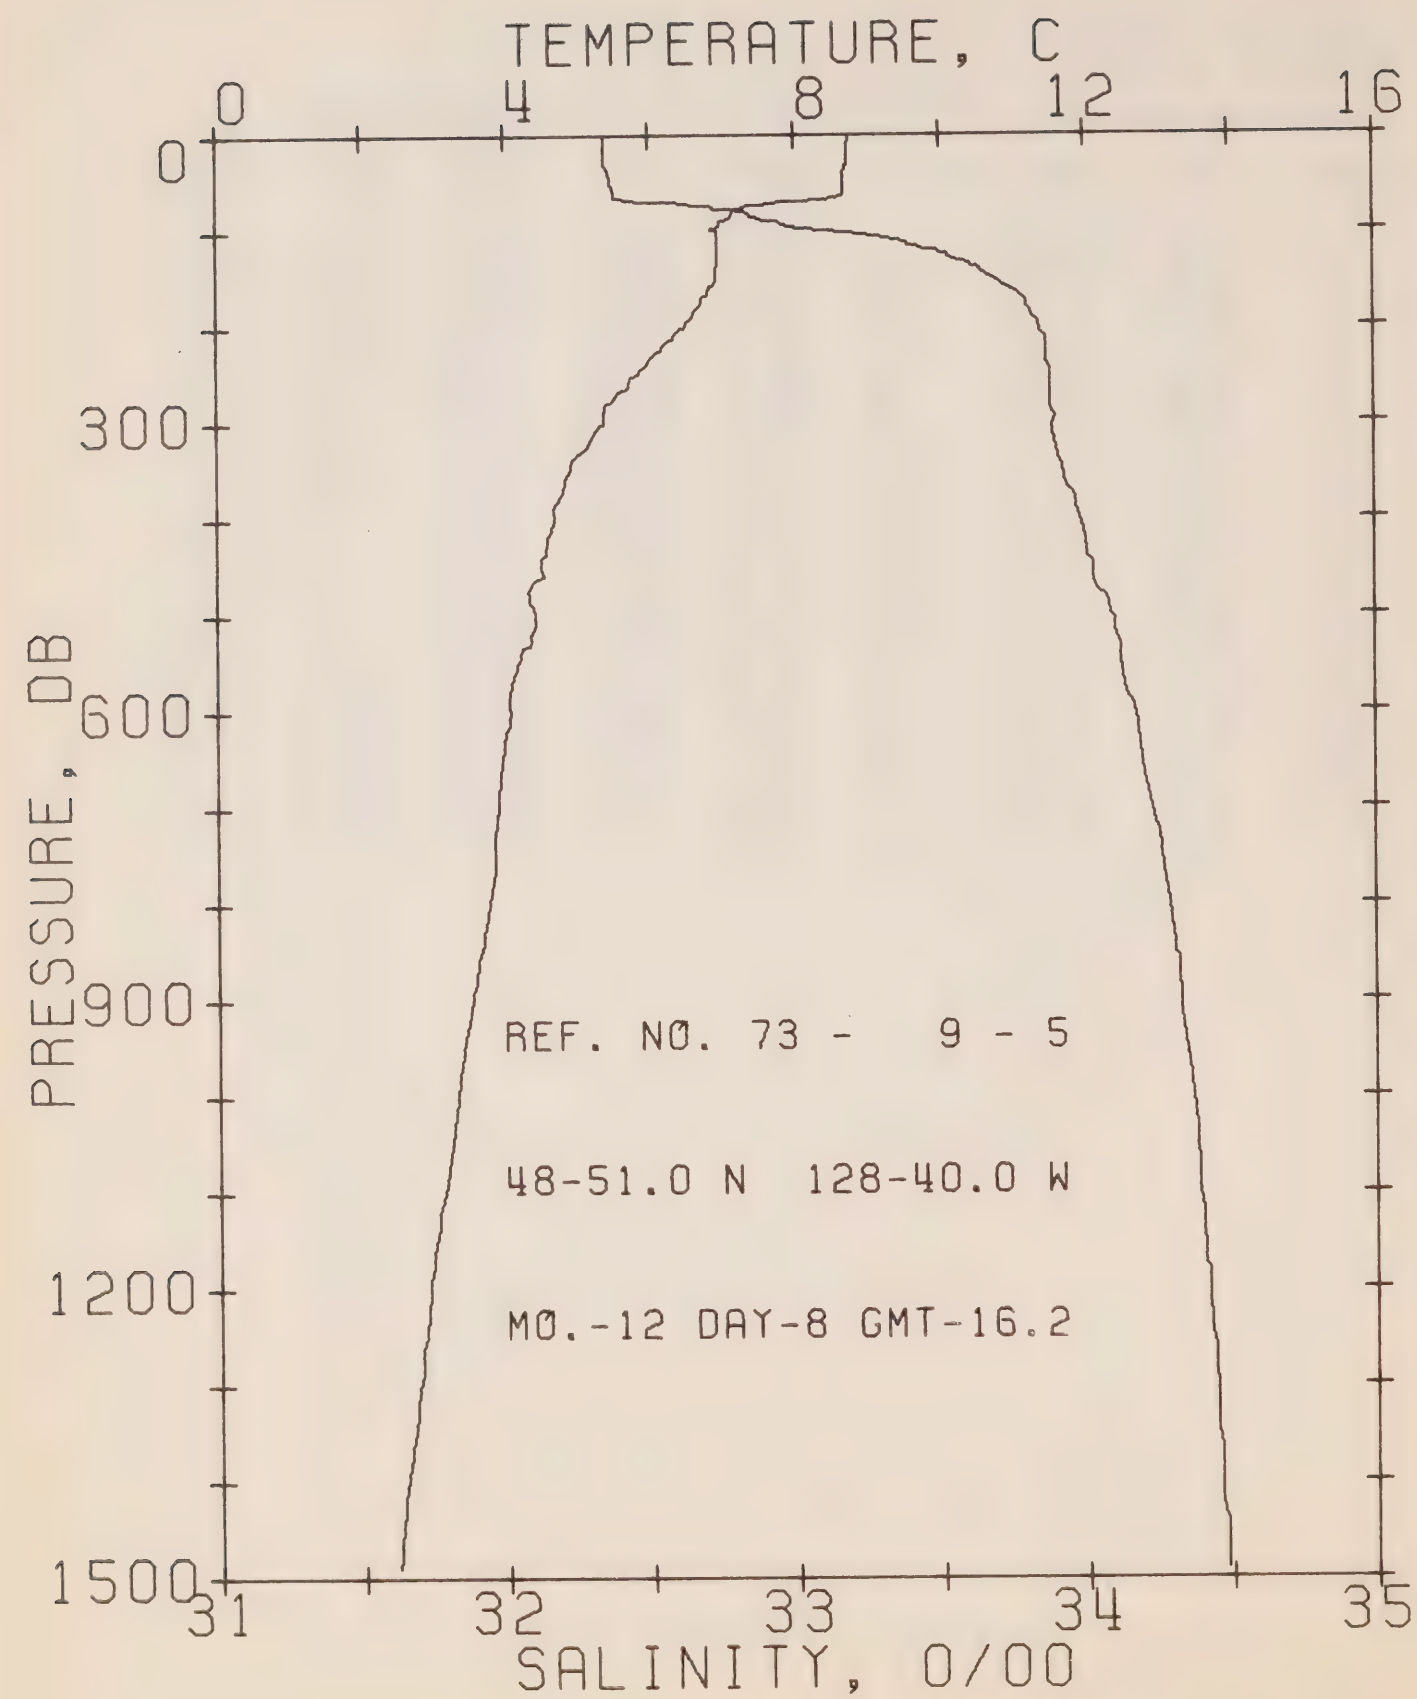 TEMPERATURE, C
0 4 8 12 16
0
300
600
900
1200
1500
PRESSURE, DB
REF. NO. 73 - 9 - 5
48-51.0 N 128-40.0 W
MO.-12 DAY-8 GMT-16.2
31 32 33 34 35
SALINITY, 0/00